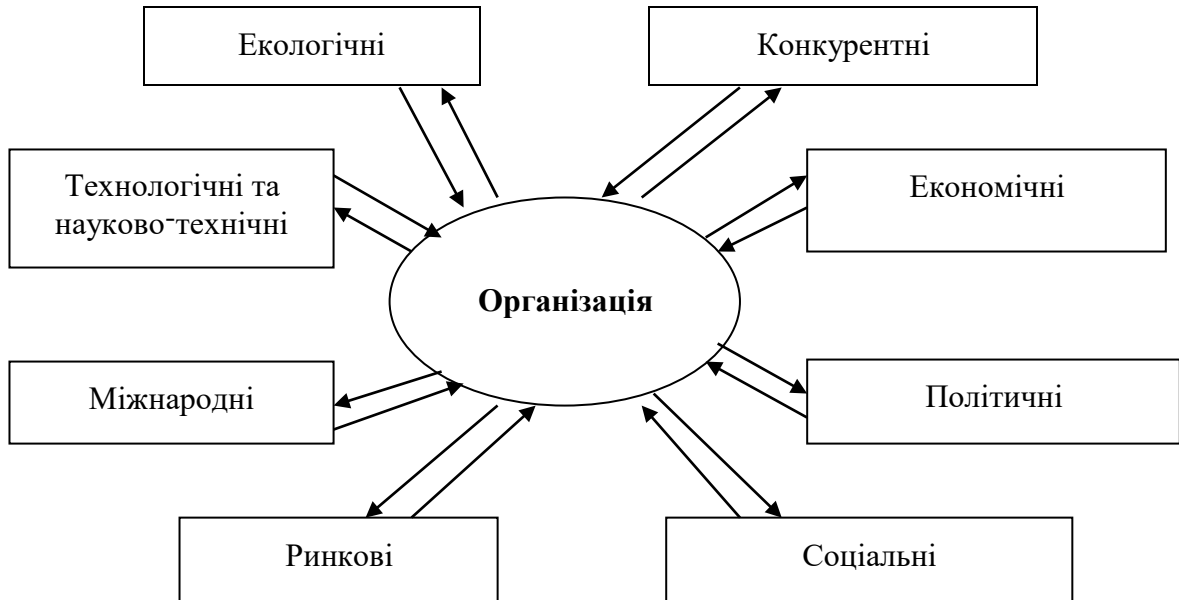 Екологічні
Конкурентні
Технологічні та
науково-технічні
Економічні
Організація
Міжнародні
Політичні
Ринкові
Соціальні